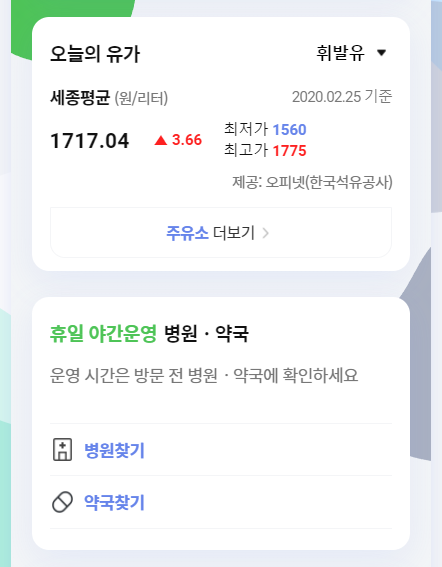 오늘의 유가 휘발유
세종평균 (원/리터) 2020.02.25 기준
1717.04 ▲ 3.66 최저가 1560
최고가 1775
제공: 오피넷(한국석유공사)
주유소 더보기 >
휴일 야간운영 병원 · 약국
운영 시간은 방문 전 병원 · 약국에 확인하세요
병원찾기
약국찾기